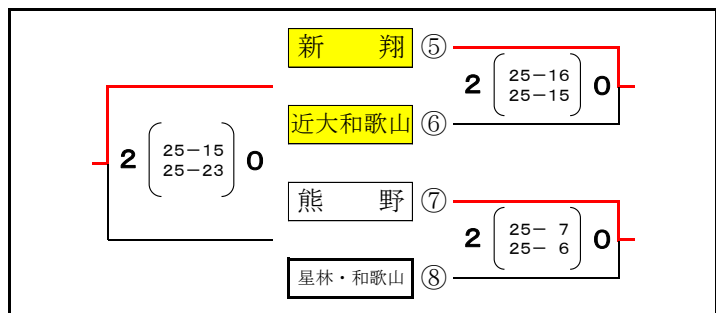 新　翔 ⑤
2 25-16 0
25-15
近大和歌山 ⑥
2 25-15 0
25-23
熊　野 ⑦
2 25- 7 0
25- 6
星林・和歌山 ⑧